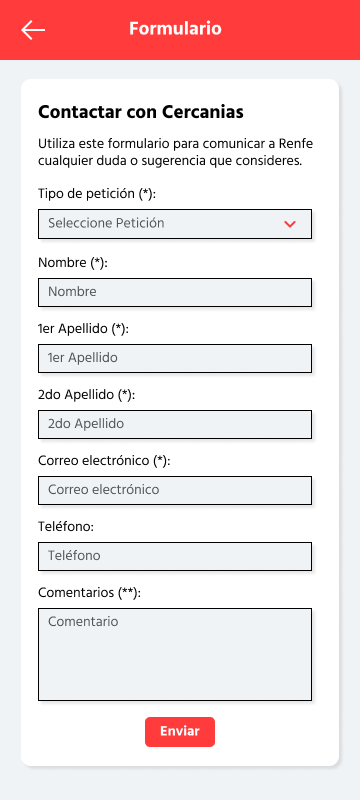 Formulario
Contactar con Cercanias
Utiliza este formulario para comunicar a Renfe
cualquier duda o sugerencia que consideres.
Tipo de petición (*):
Seleccione Petición
Nombre (*):
Nombre
1er Apellido (*):
1er Apellido
2do Apellido (*):
2do Apellido
Correo electrónico (*):
Correo electrónico
Teléfono:
Teléfono
Comentarios (**):
Comentario
Enviar